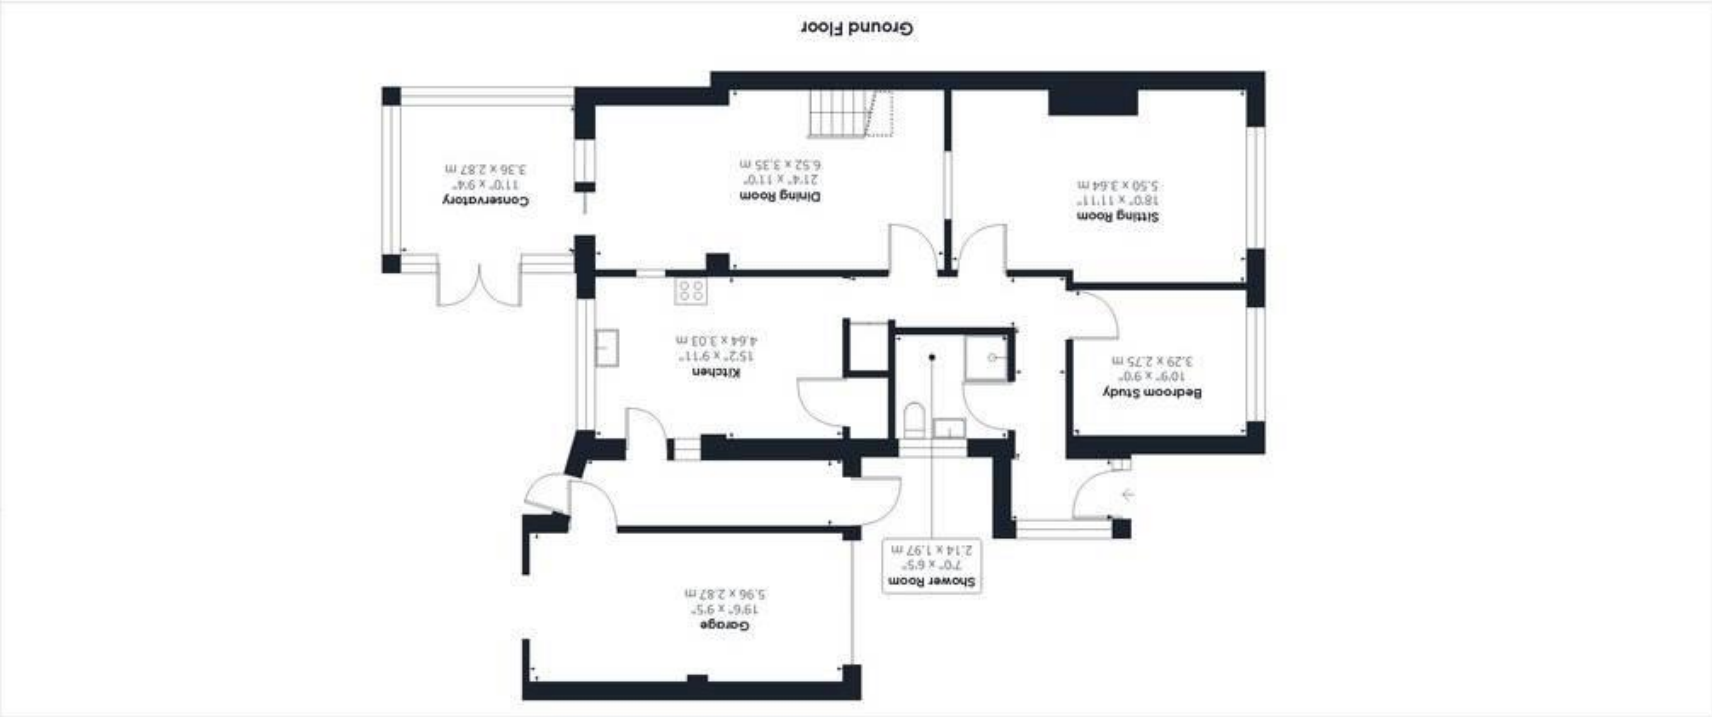 Garage
19'6" x 9'5"
5.96 x 2.87 m
Shower Room
7'0" x 6'5"
2.14 x 1.97 m
Bedroom Study
10'9" x 9'0"
3.29 x 2.75 m
Kitchen
15'2" x 9'11"
4.64 x 3.03 m
Sitting Room
18'0" x 11'11"
5.50 x 3.64 m
Dining Room
21'4" x 11'0"
6.52 x 3.35 m
Conservatory
11'0" x 9'4"
3.36 x 2.87 m
Ground Floor